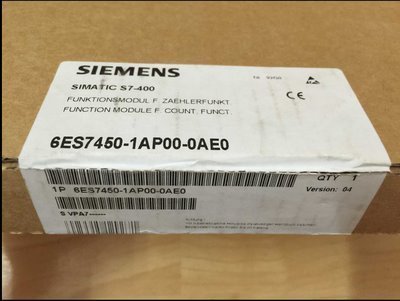 SIEMENS
SIMATIC S7-400
FUNKTIONSMODUL F. ZAEHLERFUNKT.
FUNCTION MODULE F. COUNT. FUNCT.
CE
6ES7450-1AP00-0AE0
QTY 1
1P 6ES7450-1AP00-0AE0
Version: 04
S VPA7